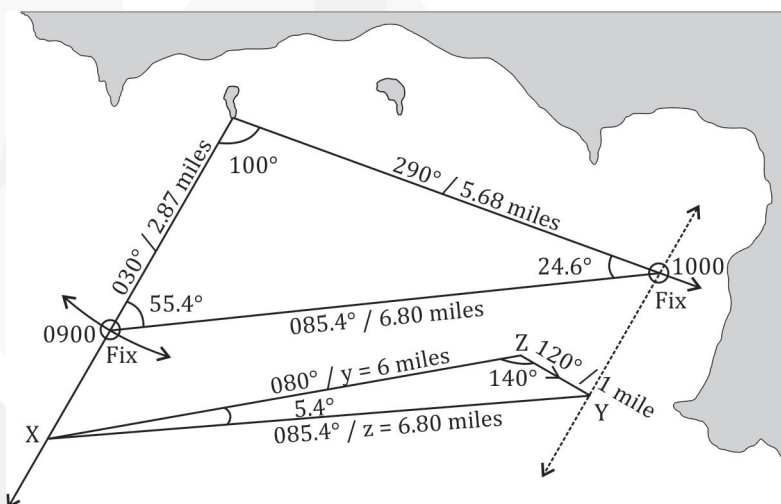 100°
290° / 5.68 miles
030° / 2.87 miles
24.6°
1000
Fix
55.4°
0900
Fix
085.4° / 6.80 miles
Z
120° / 1 mile
080° / y = 6 miles
140°
5.4°
X
085.4° / z = 6.80 miles
Y